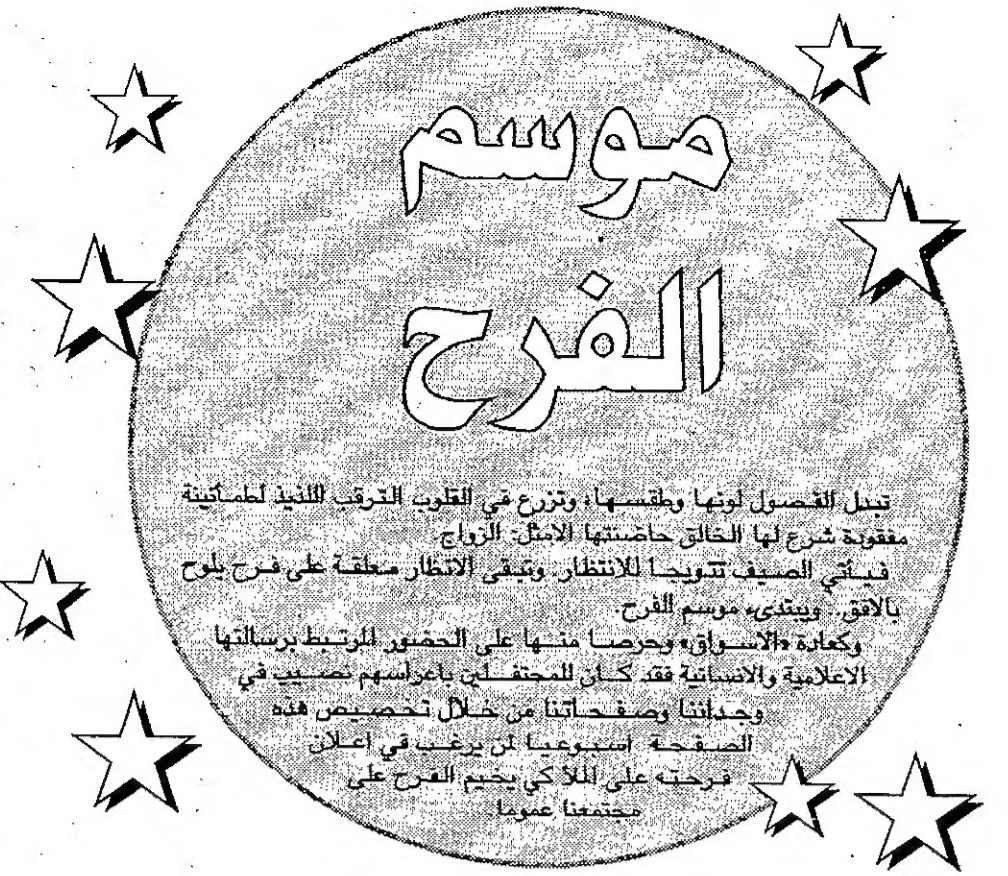 موسم
الفرح
تبدل الفصول لونها وطقسها، وتزرع في القلوب الترقب اللذيذ لطمأنينة
مفقودة شرع لها الخالق حاضنتها الامثل: الزواج
فيأتي الصيف تتويجا للانتظار. وتبقى الانظار معلقة على فرح يلوح
بالافق.. ويبتدىء موسم الفرح.
وكعادة «الاسواق» وحرصا منها على الحضور المرتبط برسالتها
الاعلامية والانسانية فقد كان للمحتفلين باعراسهم نصيب في
وجداننا وصفحاتنا من خلال تخصيص هذه
الصفحة اسبوعيا لمن يرغب في اعلان
فرحته على الملأ كي يخيم الفرح على
مجتمعنا عموما